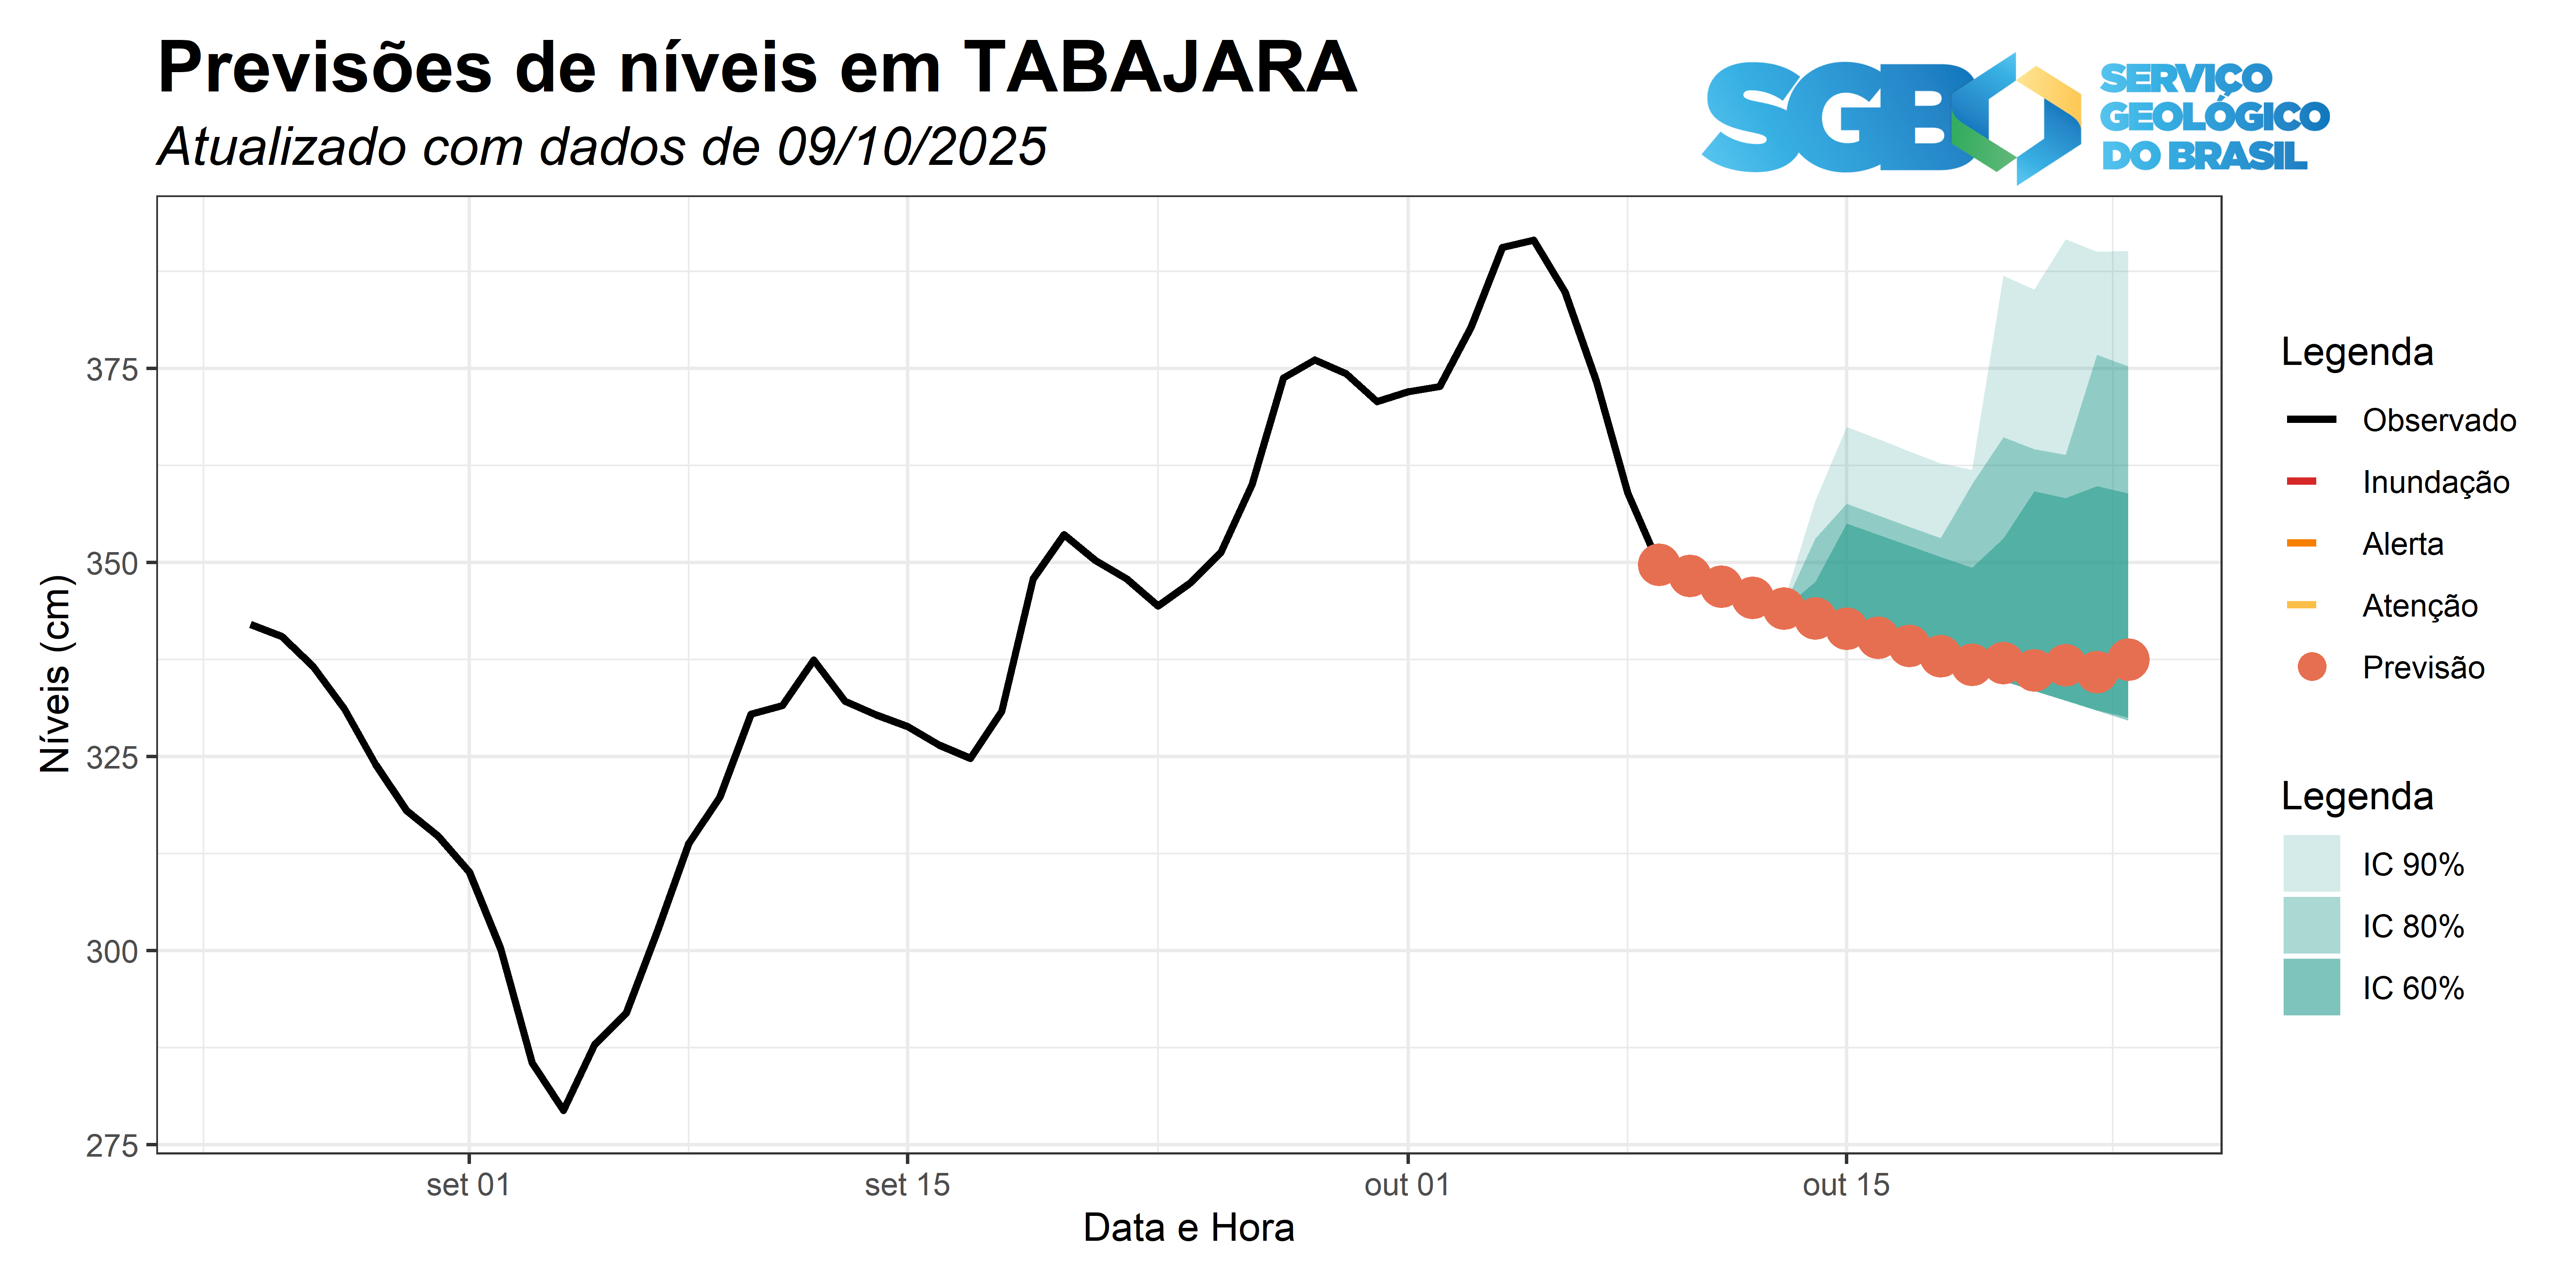 Previsões de níveis em TABAJARA
Atualizado com dados de 09/10/2025
SGB
SERVIÇO
GEOLÓGICO
DO BRASIL
Níveis (cm)
375
350
325
300
275
set 01
set 15
out 01
out 15
Data e Hora
Legenda
Observado
Inundação
Alerta
Atenção
Previsão
Legenda
IC 90%
IC 80%
IC 60%